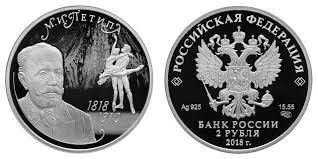 М.И. ПЕТИПА
1818
1910
РОССИЙСКАЯ ФЕДЕРАЦИЯ
Ag 925
15,55
БАНК РОССИИ
2 РУБЛЯ
2018 г.